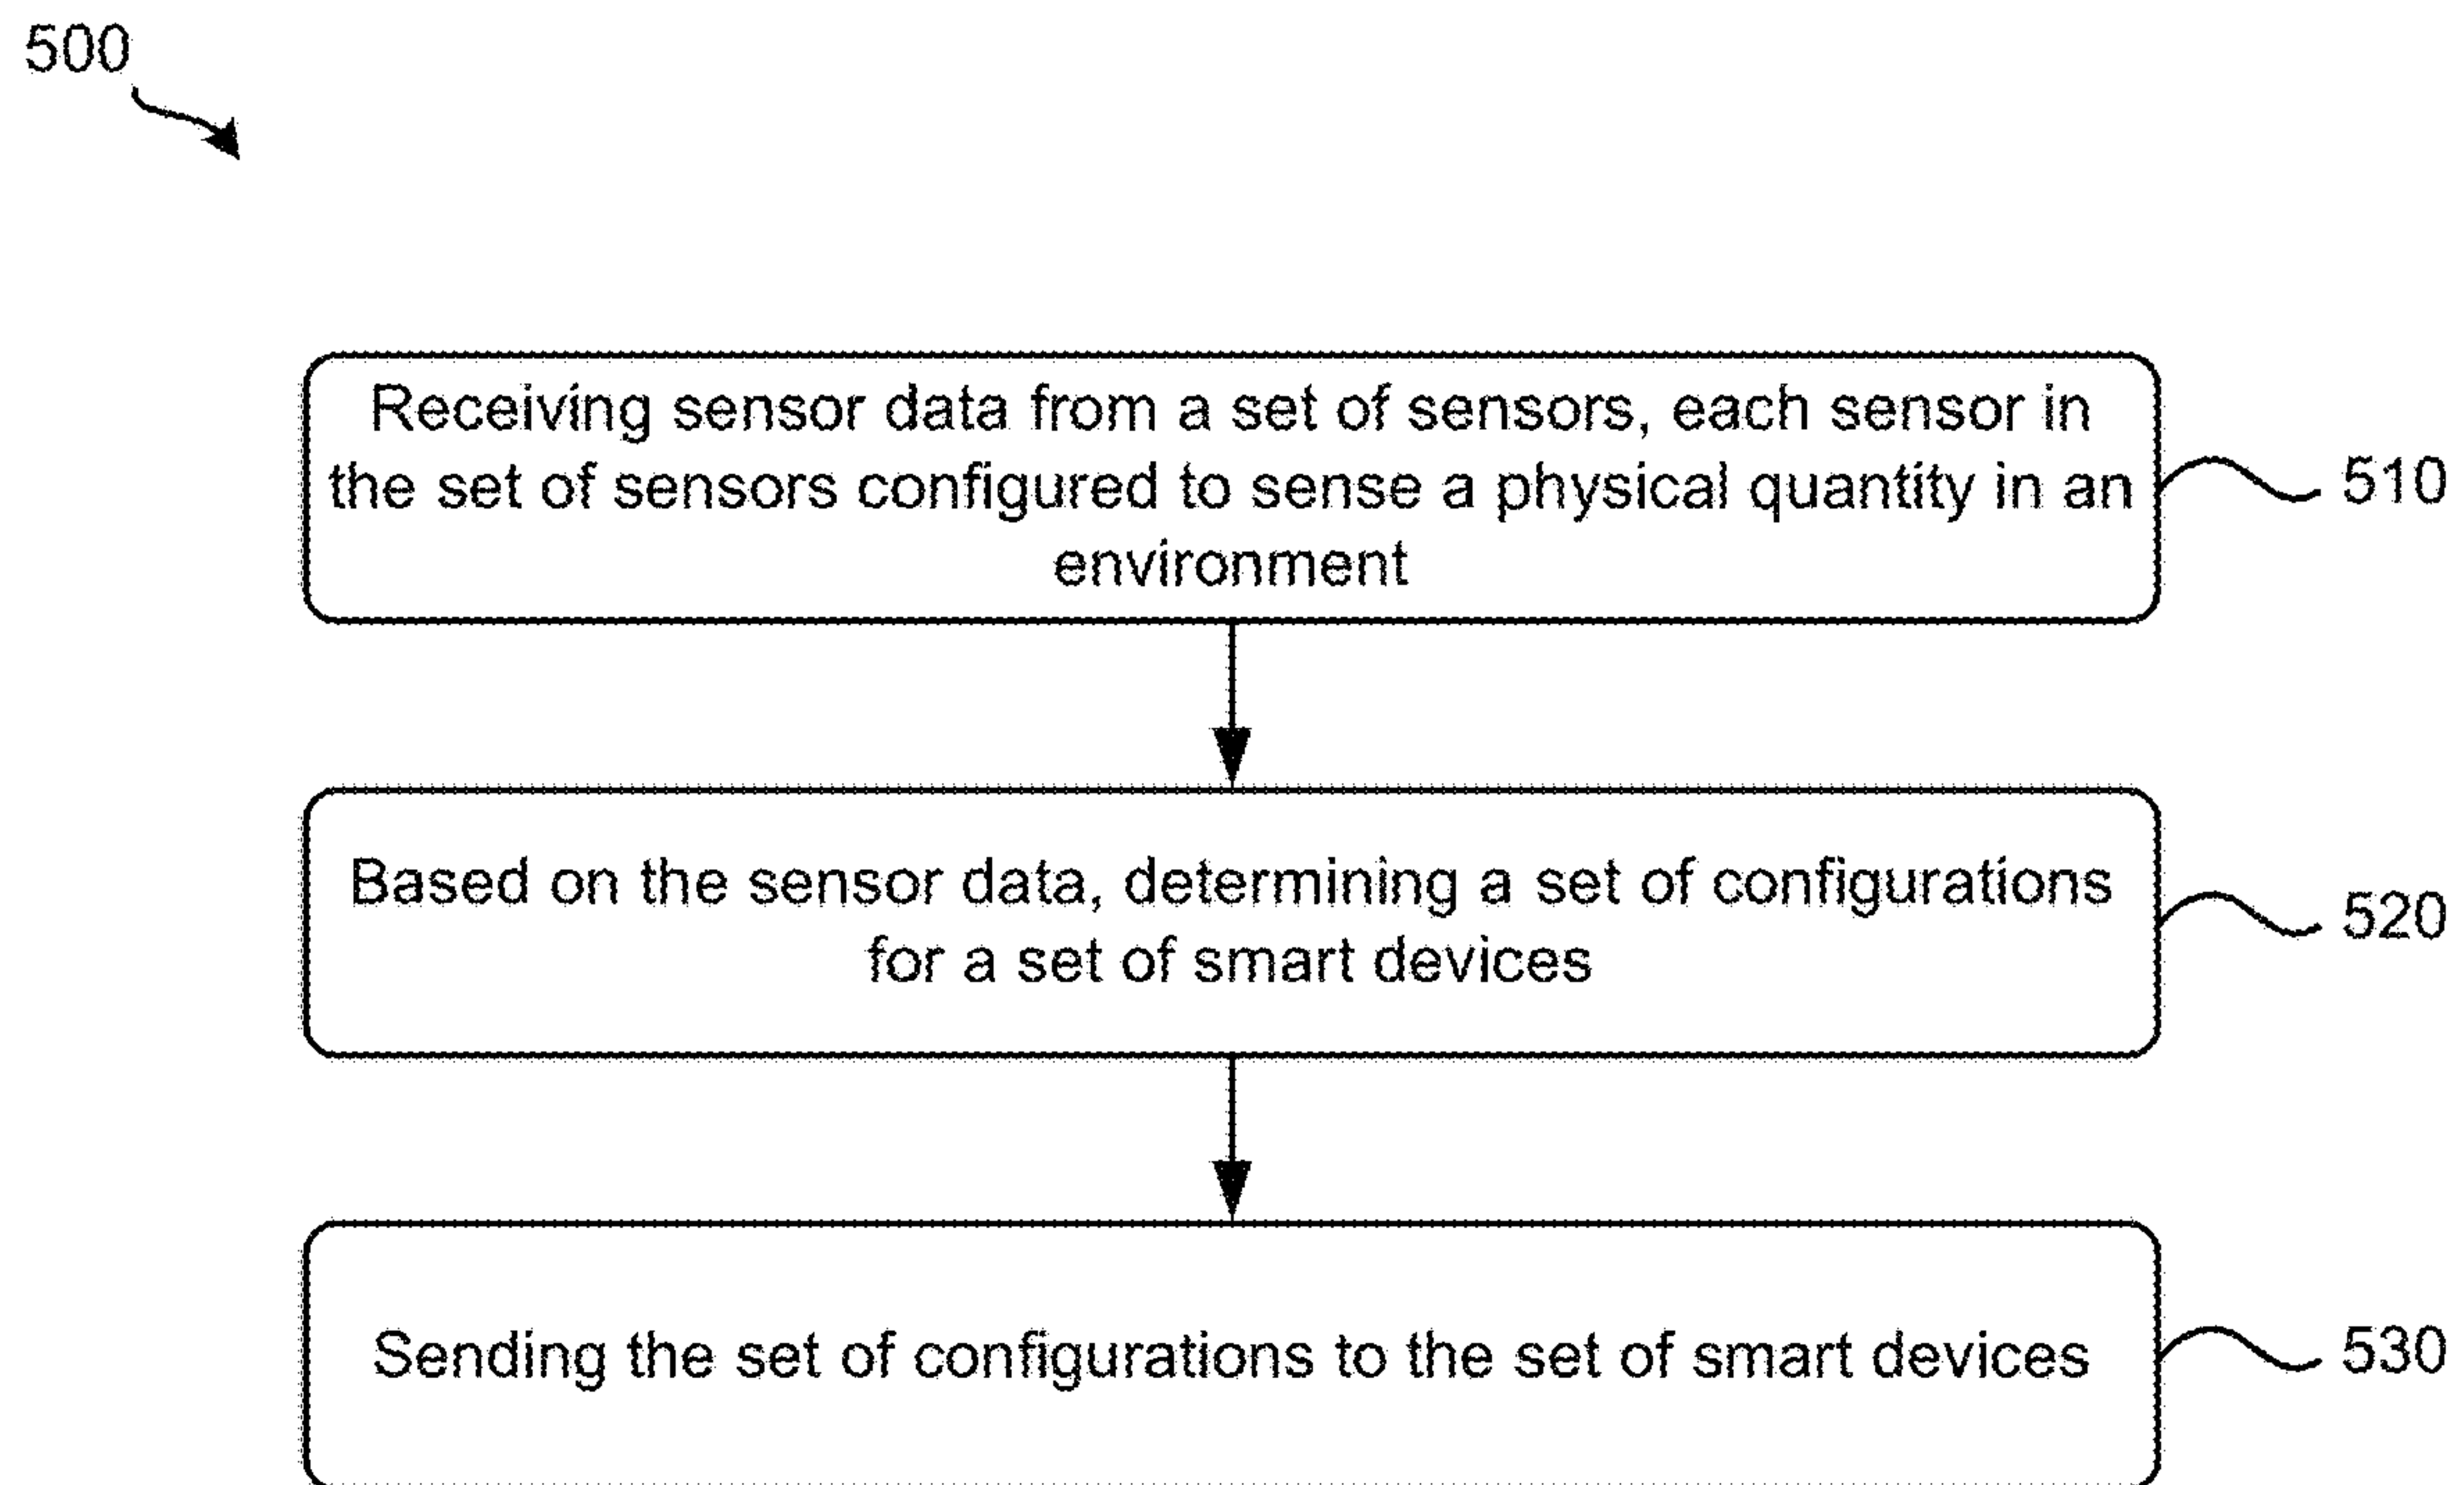 500
Receiving sensor data from a set of sensors, each sensor in
the set of sensors configured to sense a physical quantity in an
environment
510
Based on the sensor data, determining a set of configurations
for a set of smart devices
520
Sending the set of configurations to the set of smart devices
530